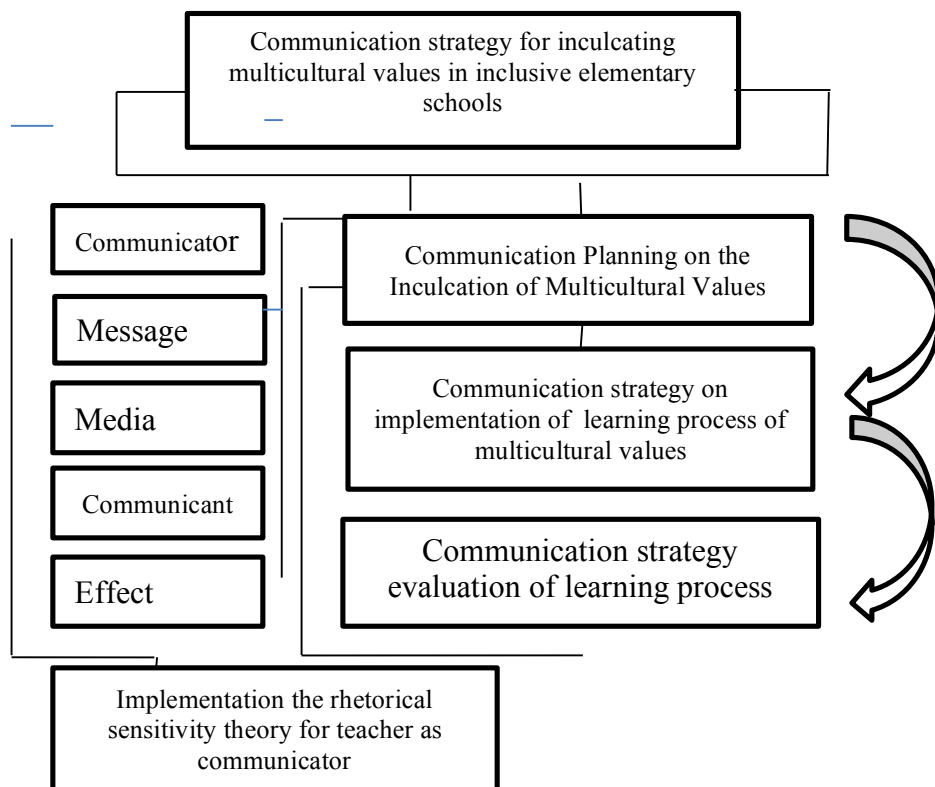 Communication strategy for inculcating
multicultural values in inclusive elementary
schools
Communicator
Message
Media
Communicant
Effect
Communication Planning on the
Inculcation of Multicultural Values
Communication strategy on
implementation of learning process of
multicultural values
Communication strategy
evaluation of learning process
Implementation the rhetorical
sensitivity theory for teacher as
communicator